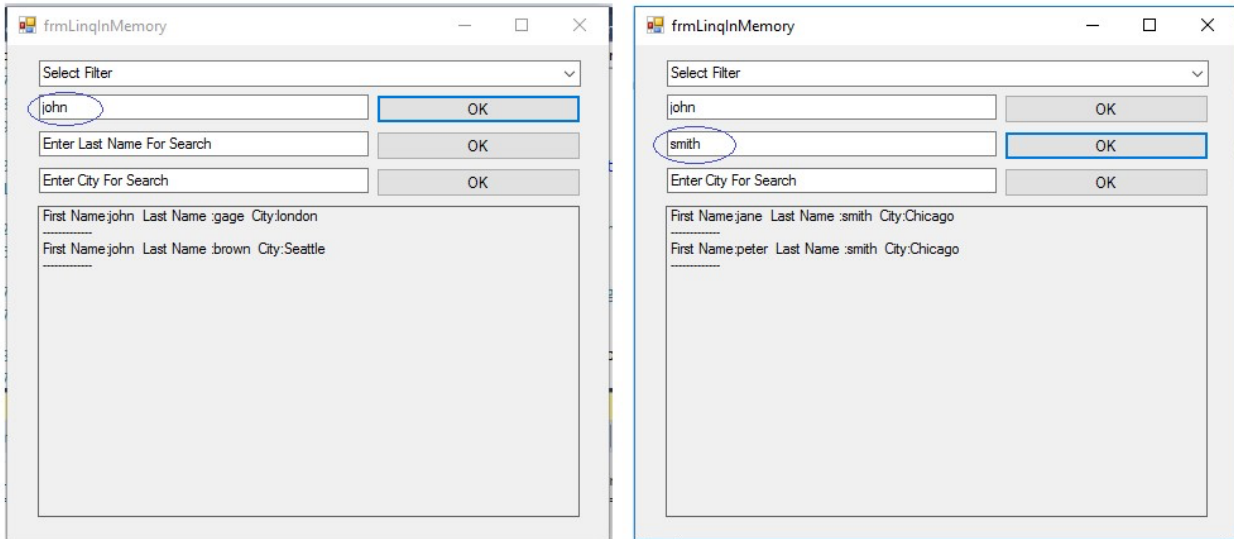 frmLinqInMemory
Select Filter
john OK
Enter Last Name For Search OK
Enter City For Search OK
First Name:john Last Name :gage City:london
-------------
First Name:john Last Name :brown City:Seattle
-------------
frmLinqInMemory
Select Filter
john OK
smith OK
Enter City For Search OK
First Name:jane Last Name :smith City:Chicago
-------------
First Name:peter Last Name :smith City:Chicago
-------------